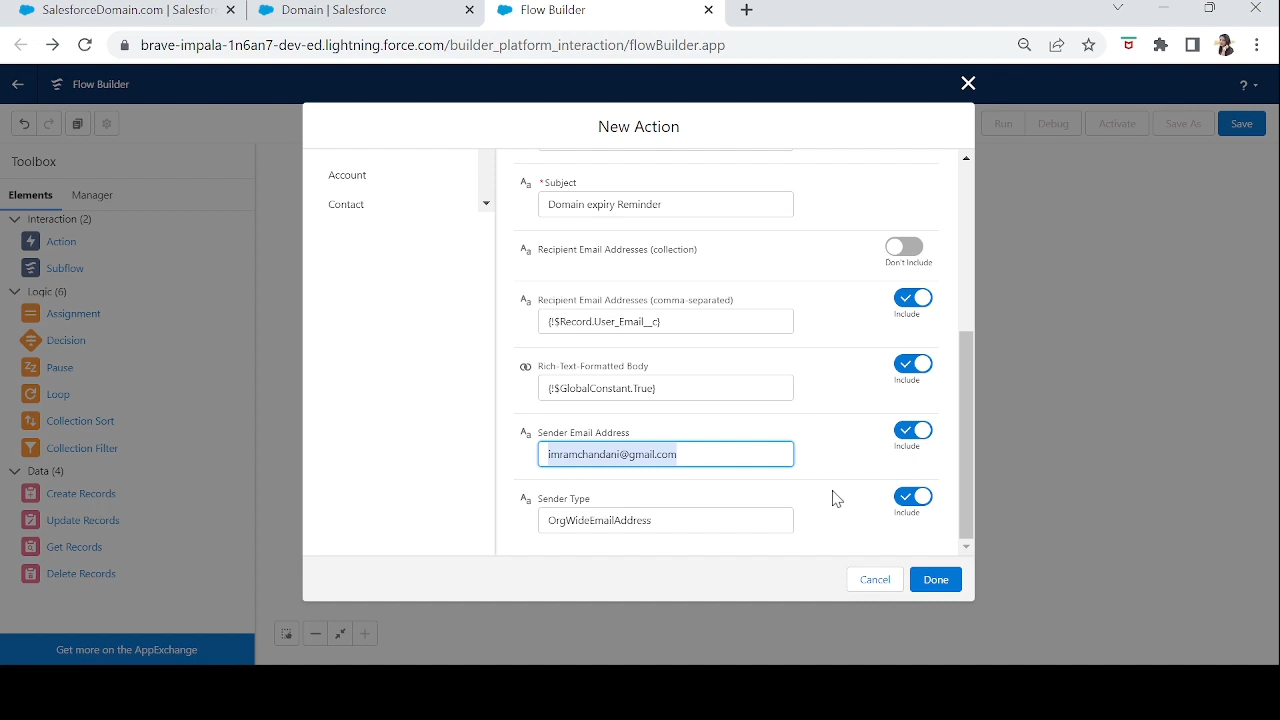 SalesforceDomain.com | Salesfor
Domain | Salesforce
Flow Builder
brave-impala-1n6an7-dev-ed.lightning.force.com/builder_platform_interaction/flowBuilder.app
Flow Builder
?
New Action
Run
Debug
Activate
Save As
Save
Toolbox
Elements
Manager
Interaction (2)
Action
Subflow
Logic (6)
Assignment
Decision
Pause
Loop
Collection Sort
Collection Filter
Data (4)
Create Records
Update Records
Get Records
Delete Records
Get more on the AppExchange
Account
Contact
Aa *Subject
Domain expiry Reminder
Aa Recipient Email Addresses (collection)
Don't Include
Aa Recipient Email Addresses (comma-separated)
{!$Record.User_Email__c}
Include
Rich-Text-Formatted Body
{!$GlobalConstant.True}
Include
Aa Sender Email Address
imramchandani@gmail.com
Include
Aa Sender Type
OrgWideEmailAddress
Include
Cancel
Done